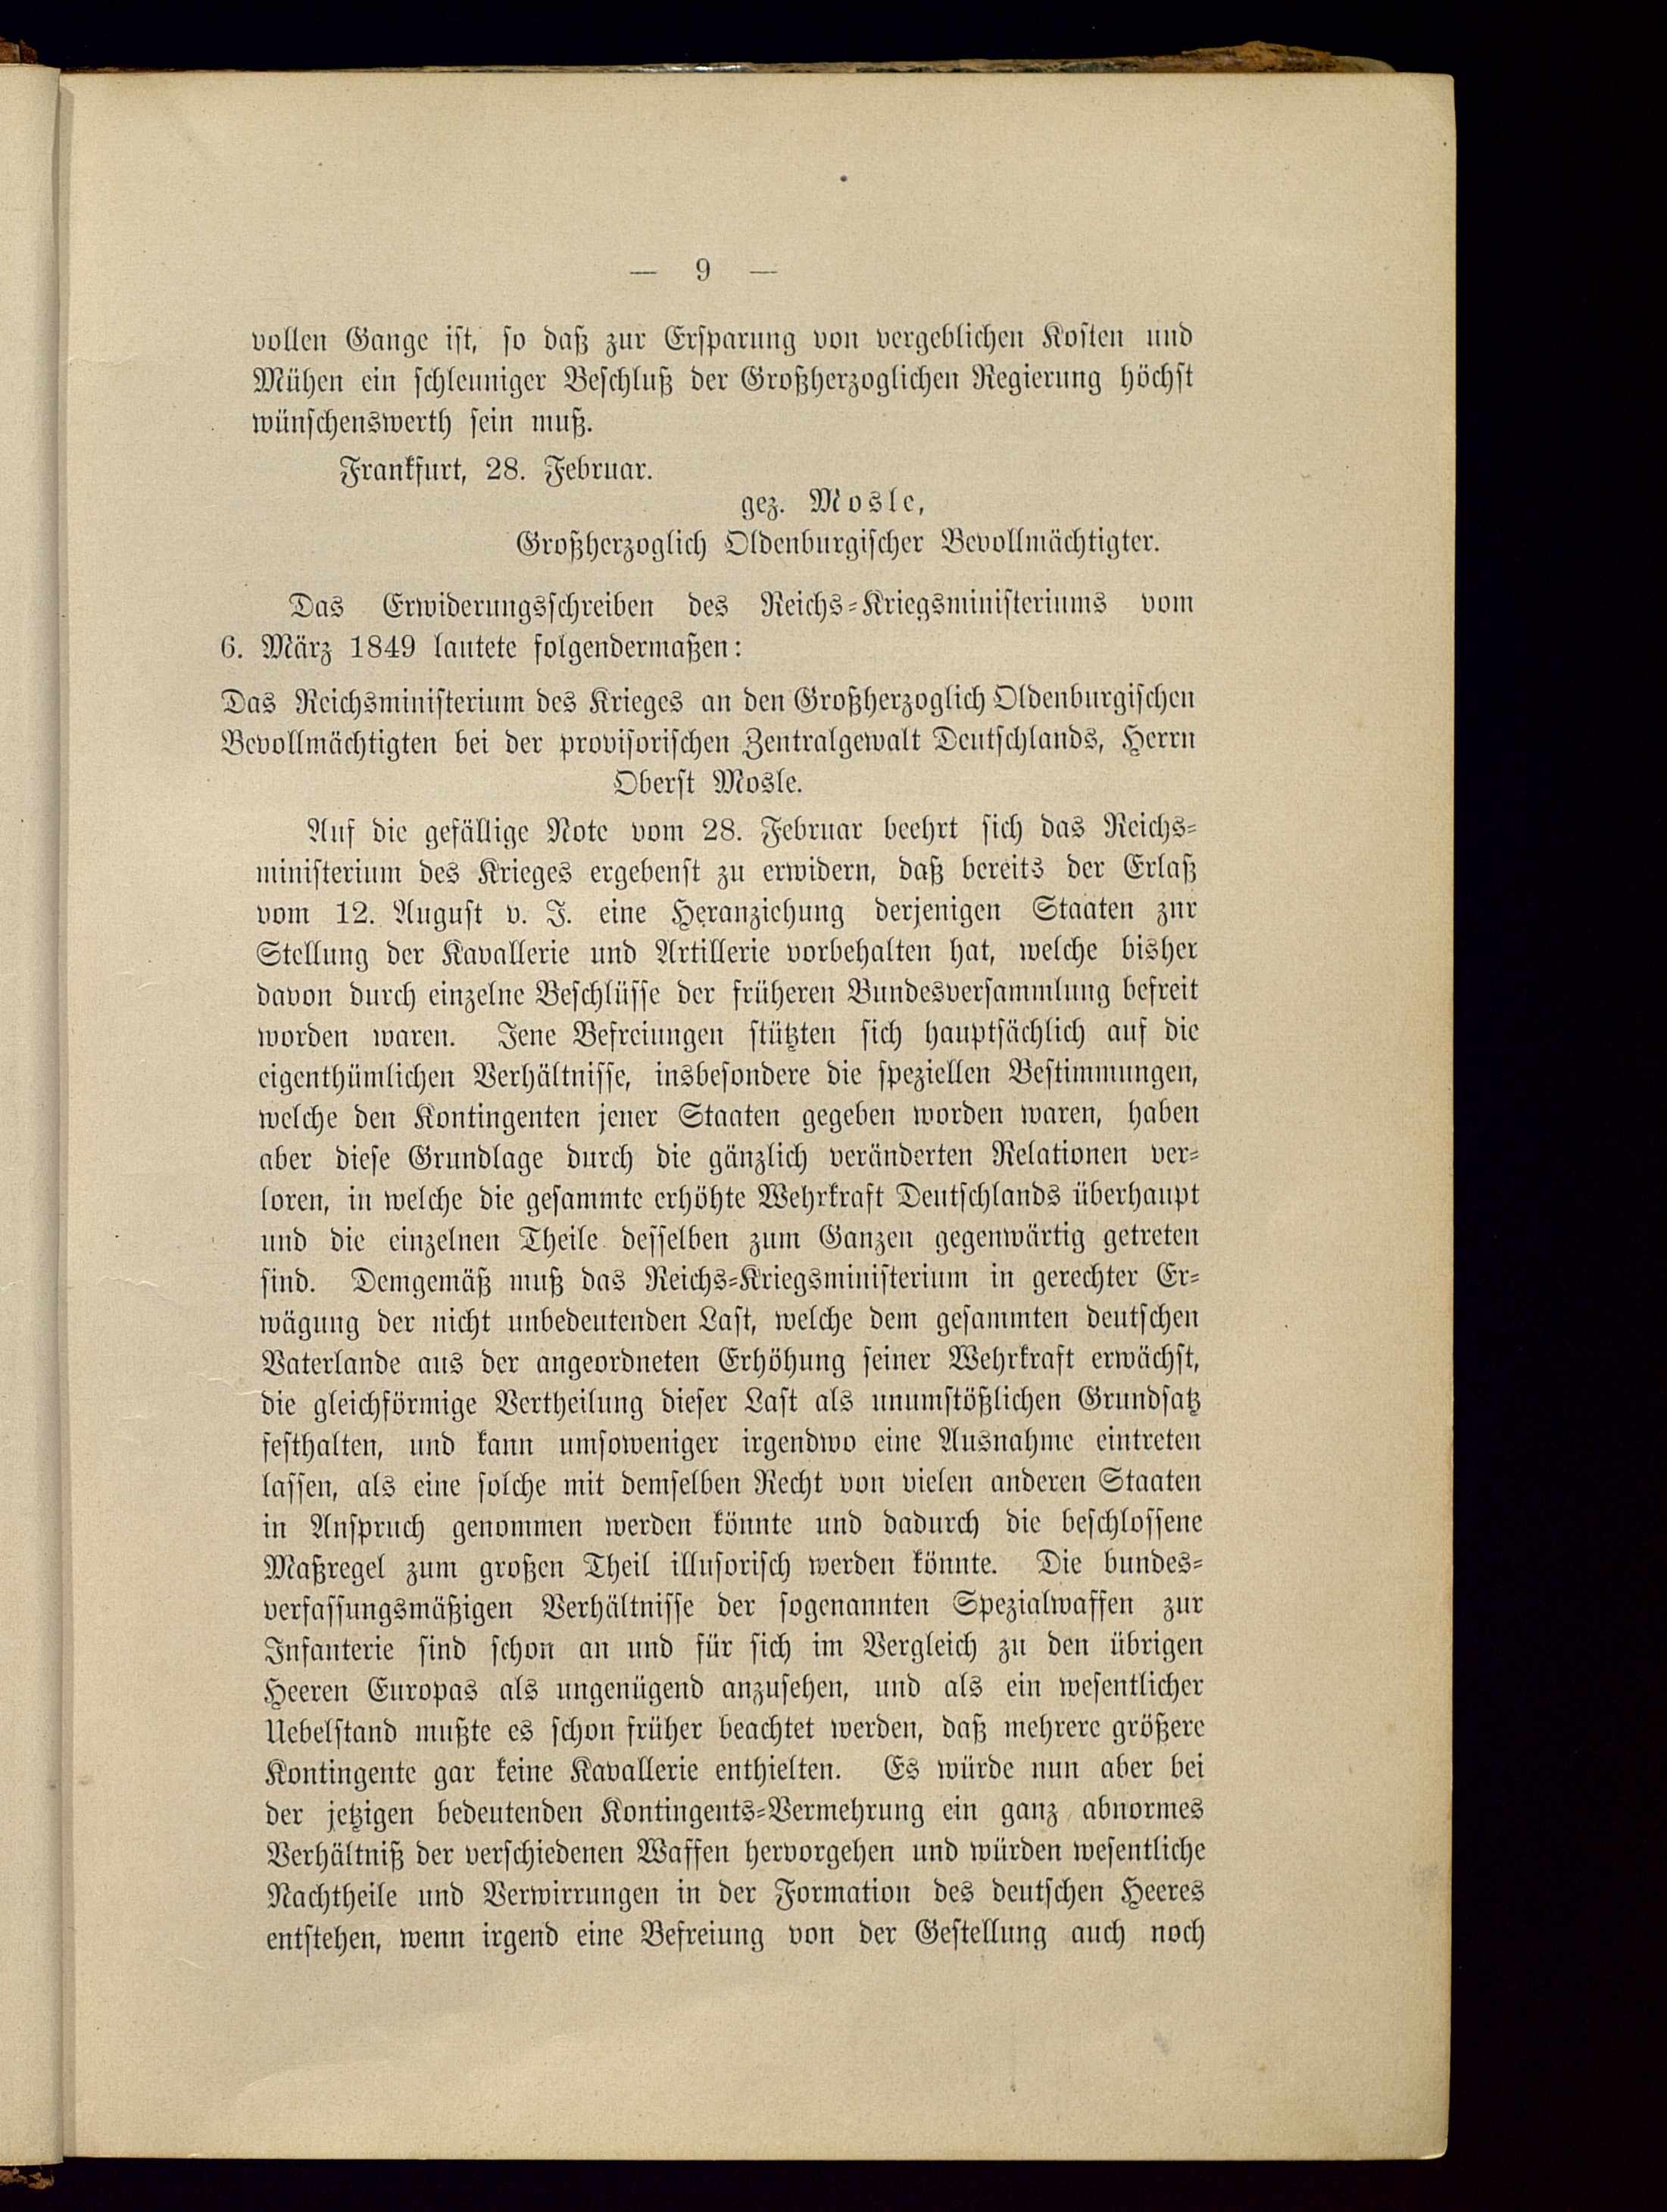 — 9 —
vollen Gange ist, so daß zur Ersparung von vergeblichen Kosten und
Mühen ein schleuniger Beschluß der Großherzoglichen Regierung höchst
wünschenswerth sein muß.
Frankfurt, 28. Februar.
gez. Mosle,
Großherzoglich Oldenburgischer Bevollmächtigter.
Das Erwiderungsschreiben des Reichs-Kriegsministeriums vom
6. März 1849 lautete folgendermaßen:
Das Reichsministerium des Krieges an den Großherzoglich Oldenburgischen
Bevollmächtigten bei der provisorischen Zentralgewalt Deutschlands, Herrn
Oberst Mosle.
Auf die gefällige Note vom 28. Februar beehrt sich das Reichs-
ministerium des Krieges ergebenst zu erwidern, daß bereits der Erlaß
vom 12. August v. J. eine Heranziehung derjenigen Staaten zur
Stellung der Kavallerie und Artillerie vorbehalten hat, welche bisher
davon durch einzelne Beschlüsse der früheren Bundesversammlung befreit
worden waren. Jene Befreiungen stützten sich hauptsächlich auf die
eigenthümlichen Verhältnisse, insbesondere die speziellen Bestimmungen,
welche den Kontingenten jener Staaten gegeben worden waren, haben
aber diese Grundlage durch die gänzlich veränderten Relationen ver-
loren, in welche die gesammte erhöhte Wehrkraft Deutschlands überhaupt
und die einzelnen Theile desselben zum Ganzen gegenwärtig getreten
sind. Demgemäß muß das Reichs-Kriegsministerium in gerechter Er-
wägung der nicht unbedeutenden Last, welche dem gesammten deutschen
Vaterlande aus der angeordneten Erhöhung seiner Wehrkraft erwächst,
die gleichförmige Vertheilung dieser Last als unumstößlichen Grundsatz
festhalten, und kann umsoweniger irgendwo eine Ausnahme eintreten
lassen, als eine solche mit demselben Recht von vielen anderen Staaten
in Anspruch genommen werden könnte und dadurch die beschlossene
Maßregel zum großen Theil illusorisch werden könnte. Die bundes-
verfassungsmäßigen Verhältnisse der sogenannten Spezialwaffen zur
Infanterie sind schon an und für sich im Vergleich zu den übrigen
Heeren Europas als ungenügend anzusehen, und als ein wesentlicher
Uebelstand mußte es schon früher beachtet werden, daß mehrere größere
Kontingente gar keine Kavallerie enthielten. Es würde nun aber bei
der jetzigen bedeutenden Kontingents-Vermehrung ein ganz abnormes
Verhältniß der verschiedenen Waffen hervorgehen und würden wesentliche
Nachtheile und Verwirrungen in der Formation des deutschen Heeres
entstehen, wenn irgend eine Befreiung von der Gestellung auch noch